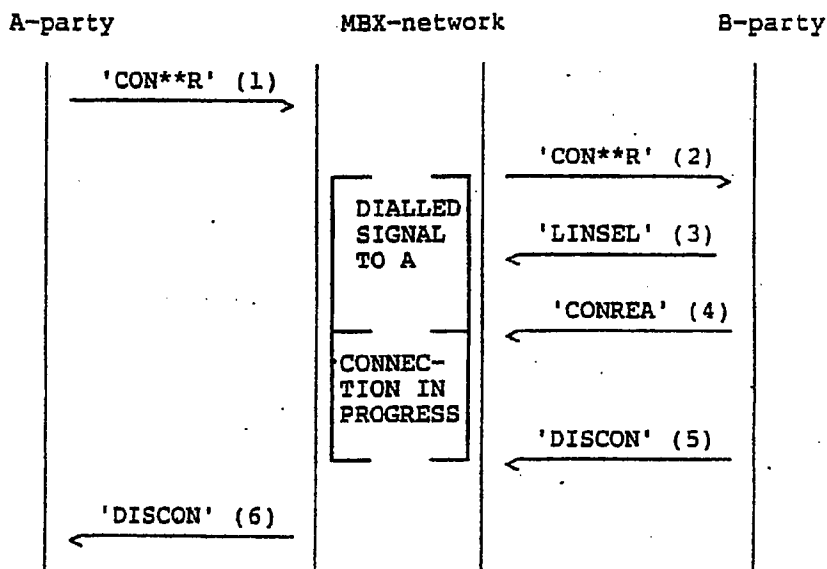 A-party MBX-network B-party
'CON**R' (1)
'CON**R' (2)
DIALLED
SIGNAL
TO A
'LINSEL' (3)
'CONREA' (4)
CONNEC-
TION IN
PROGRESS
'DISCON' (5)
'DISCON' (6)